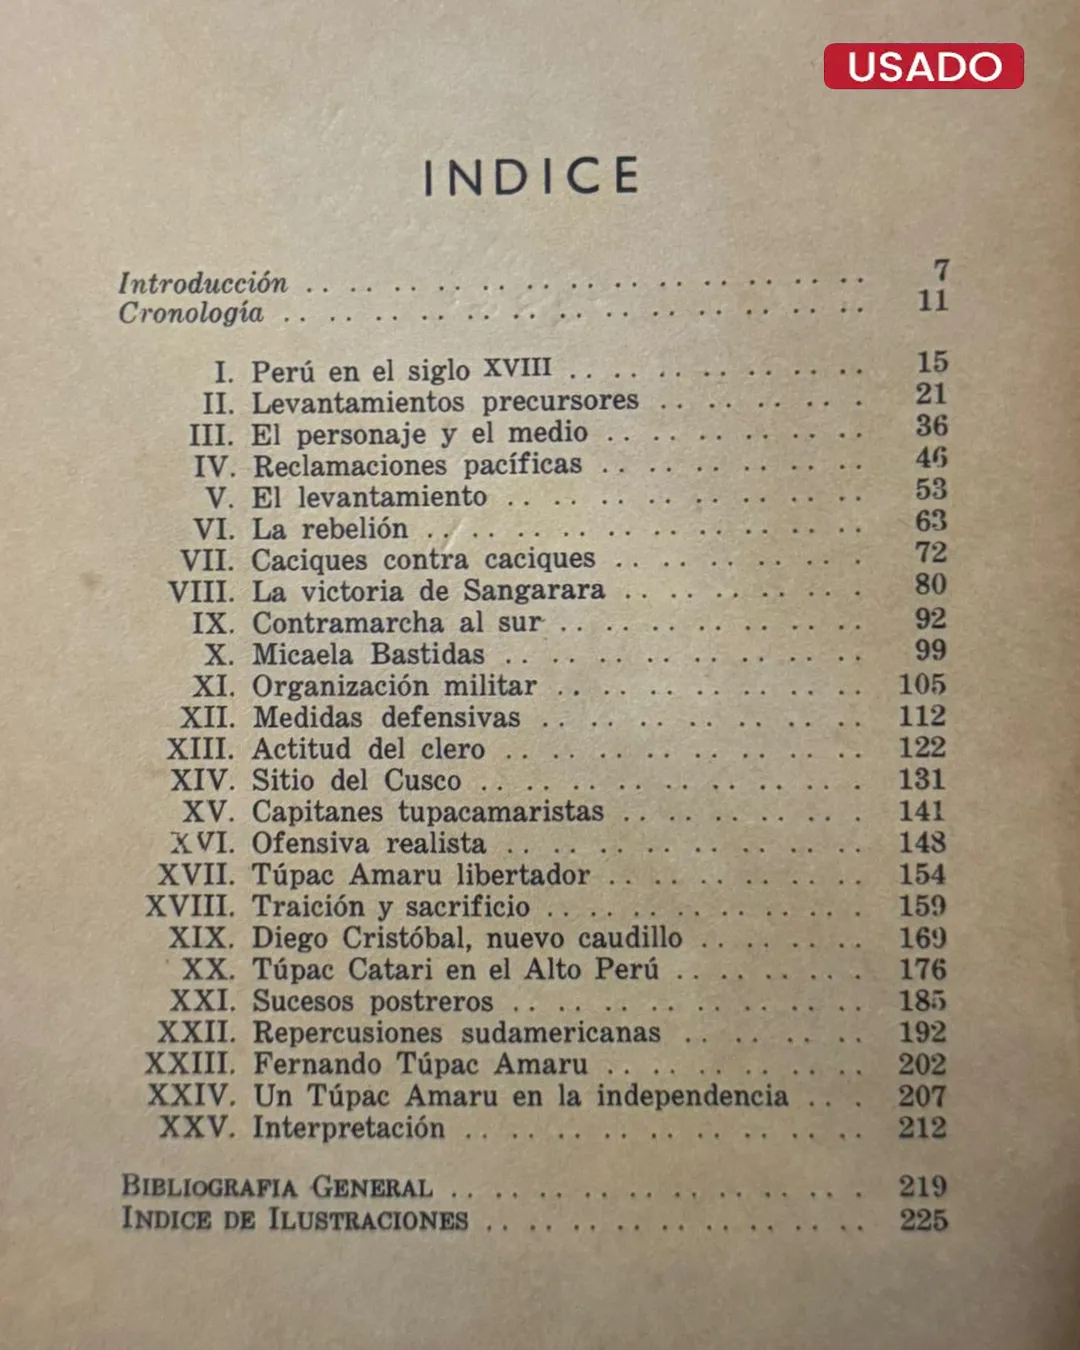 USADO
INDICE
Introducción . . . . . . . . . . . . . . . . . . . . 7
Cronología . . . . . . . . . . . . . . . . . . . . 11
I. Perú en el siglo XVIII . . . . . . . . . . . . . 15
II. Levantamientos precursores . . . . . . . . . 21
III. El personaje y el medio . . . . . . . . . . . . 36
IV. Reclamaciones pacíficas . . . . . . . . . . . . 46
V. El levantamiento . . . . . . . . . . . . . . . 53
VI. La rebelión . . . . . . . . . . . . . . . . . . 63
VII. Caciques contra caciques . . . . . . . . . . . 72
VIII. La victoria de Sangarara . . . . . . . . . . . 80
IX. Contramarcha al sur . . . . . . . . . . . . . 92
X. Micaela Bastidas . . . . . . . . . . . . . . . 99
XI. Organización militar . . . . . . . . . . . . . 105
XII. Medidas defensivas . . . . . . . . . . . . . . 112
XIII. Actitud del clero . . . . . . . . . . . . . . . 122
XIV. Sitio del Cusco . . . . . . . . . . . . . . . . 131
XV. Capitanes tupacamaristas . . . . . . . . . . . 141
XVI. Ofensiva realista . . . . . . . . . . . . . . . 148
XVII. Túpac Amaru libertador . . . . . . . . . . . 154
XVIII. Traición y sacrificio . . . . . . . . . . . . . . 159
XIX. Diego Cristóbal, nuevo caudillo . . . . . . . 169
XX. Túpac Catari en el Alto Perú . . . . . . . . 176
XXI. Sucesos postreros . . . . . . . . . . . . . . . 185
XXII. Repercusiones sudamericanas . . . . . . . . 192
XXIII. Fernando Túpac Amaru . . . . . . . . . . . . 202
XXIV. Un Túpac Amaru en la independencia . . . 207
XXV. Interpretación . . . . . . . . . . . . . . . . . 212
BIBLIOGRAFIA GENERAL . . . . . . . . . . . . . . . . . 219
INDICE DE ILUSTRACIONES . . . . . . . . . . . . . . . . 225